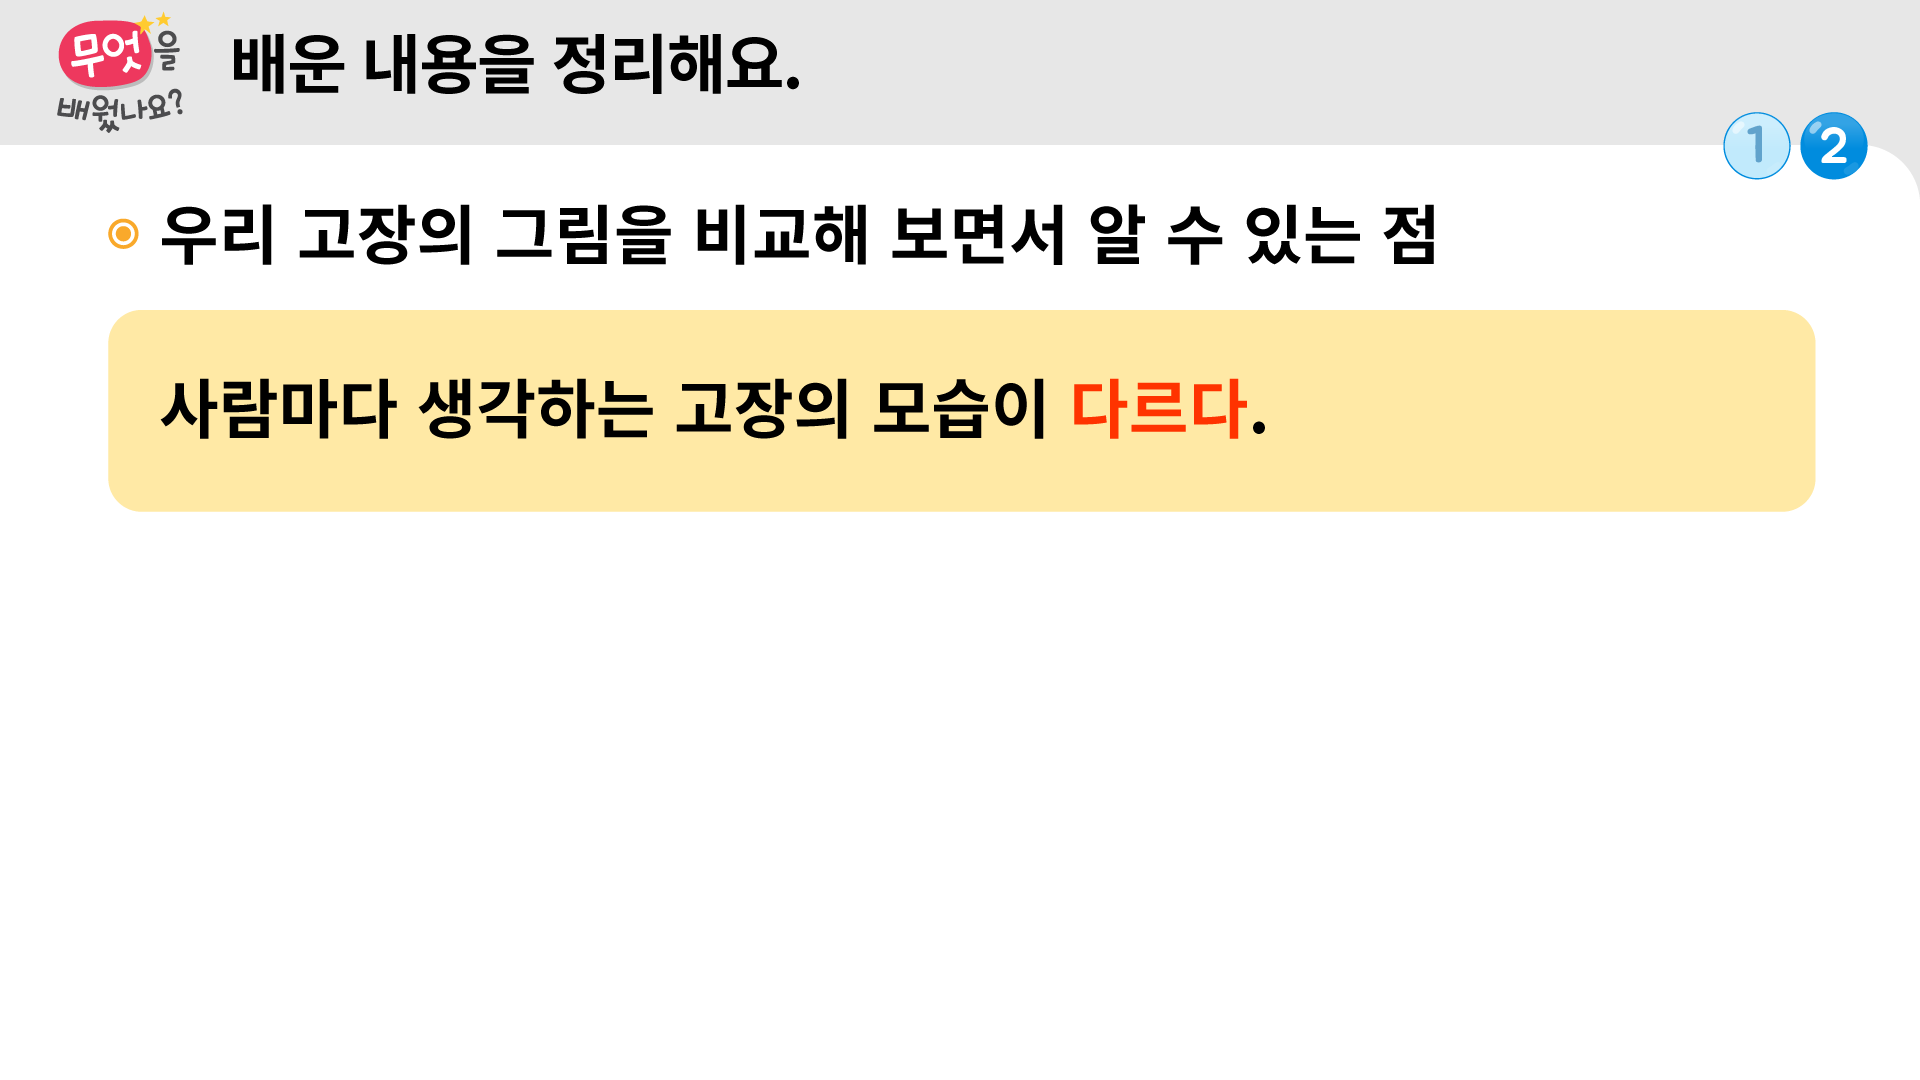 무엇을
배웠나요?
배운 내용을 정리해요.
1 2
우리 고장의 그림을 비교해 보면서 알 수 있는 점
사람마다 생각하는 고장의 모습이 다르다.